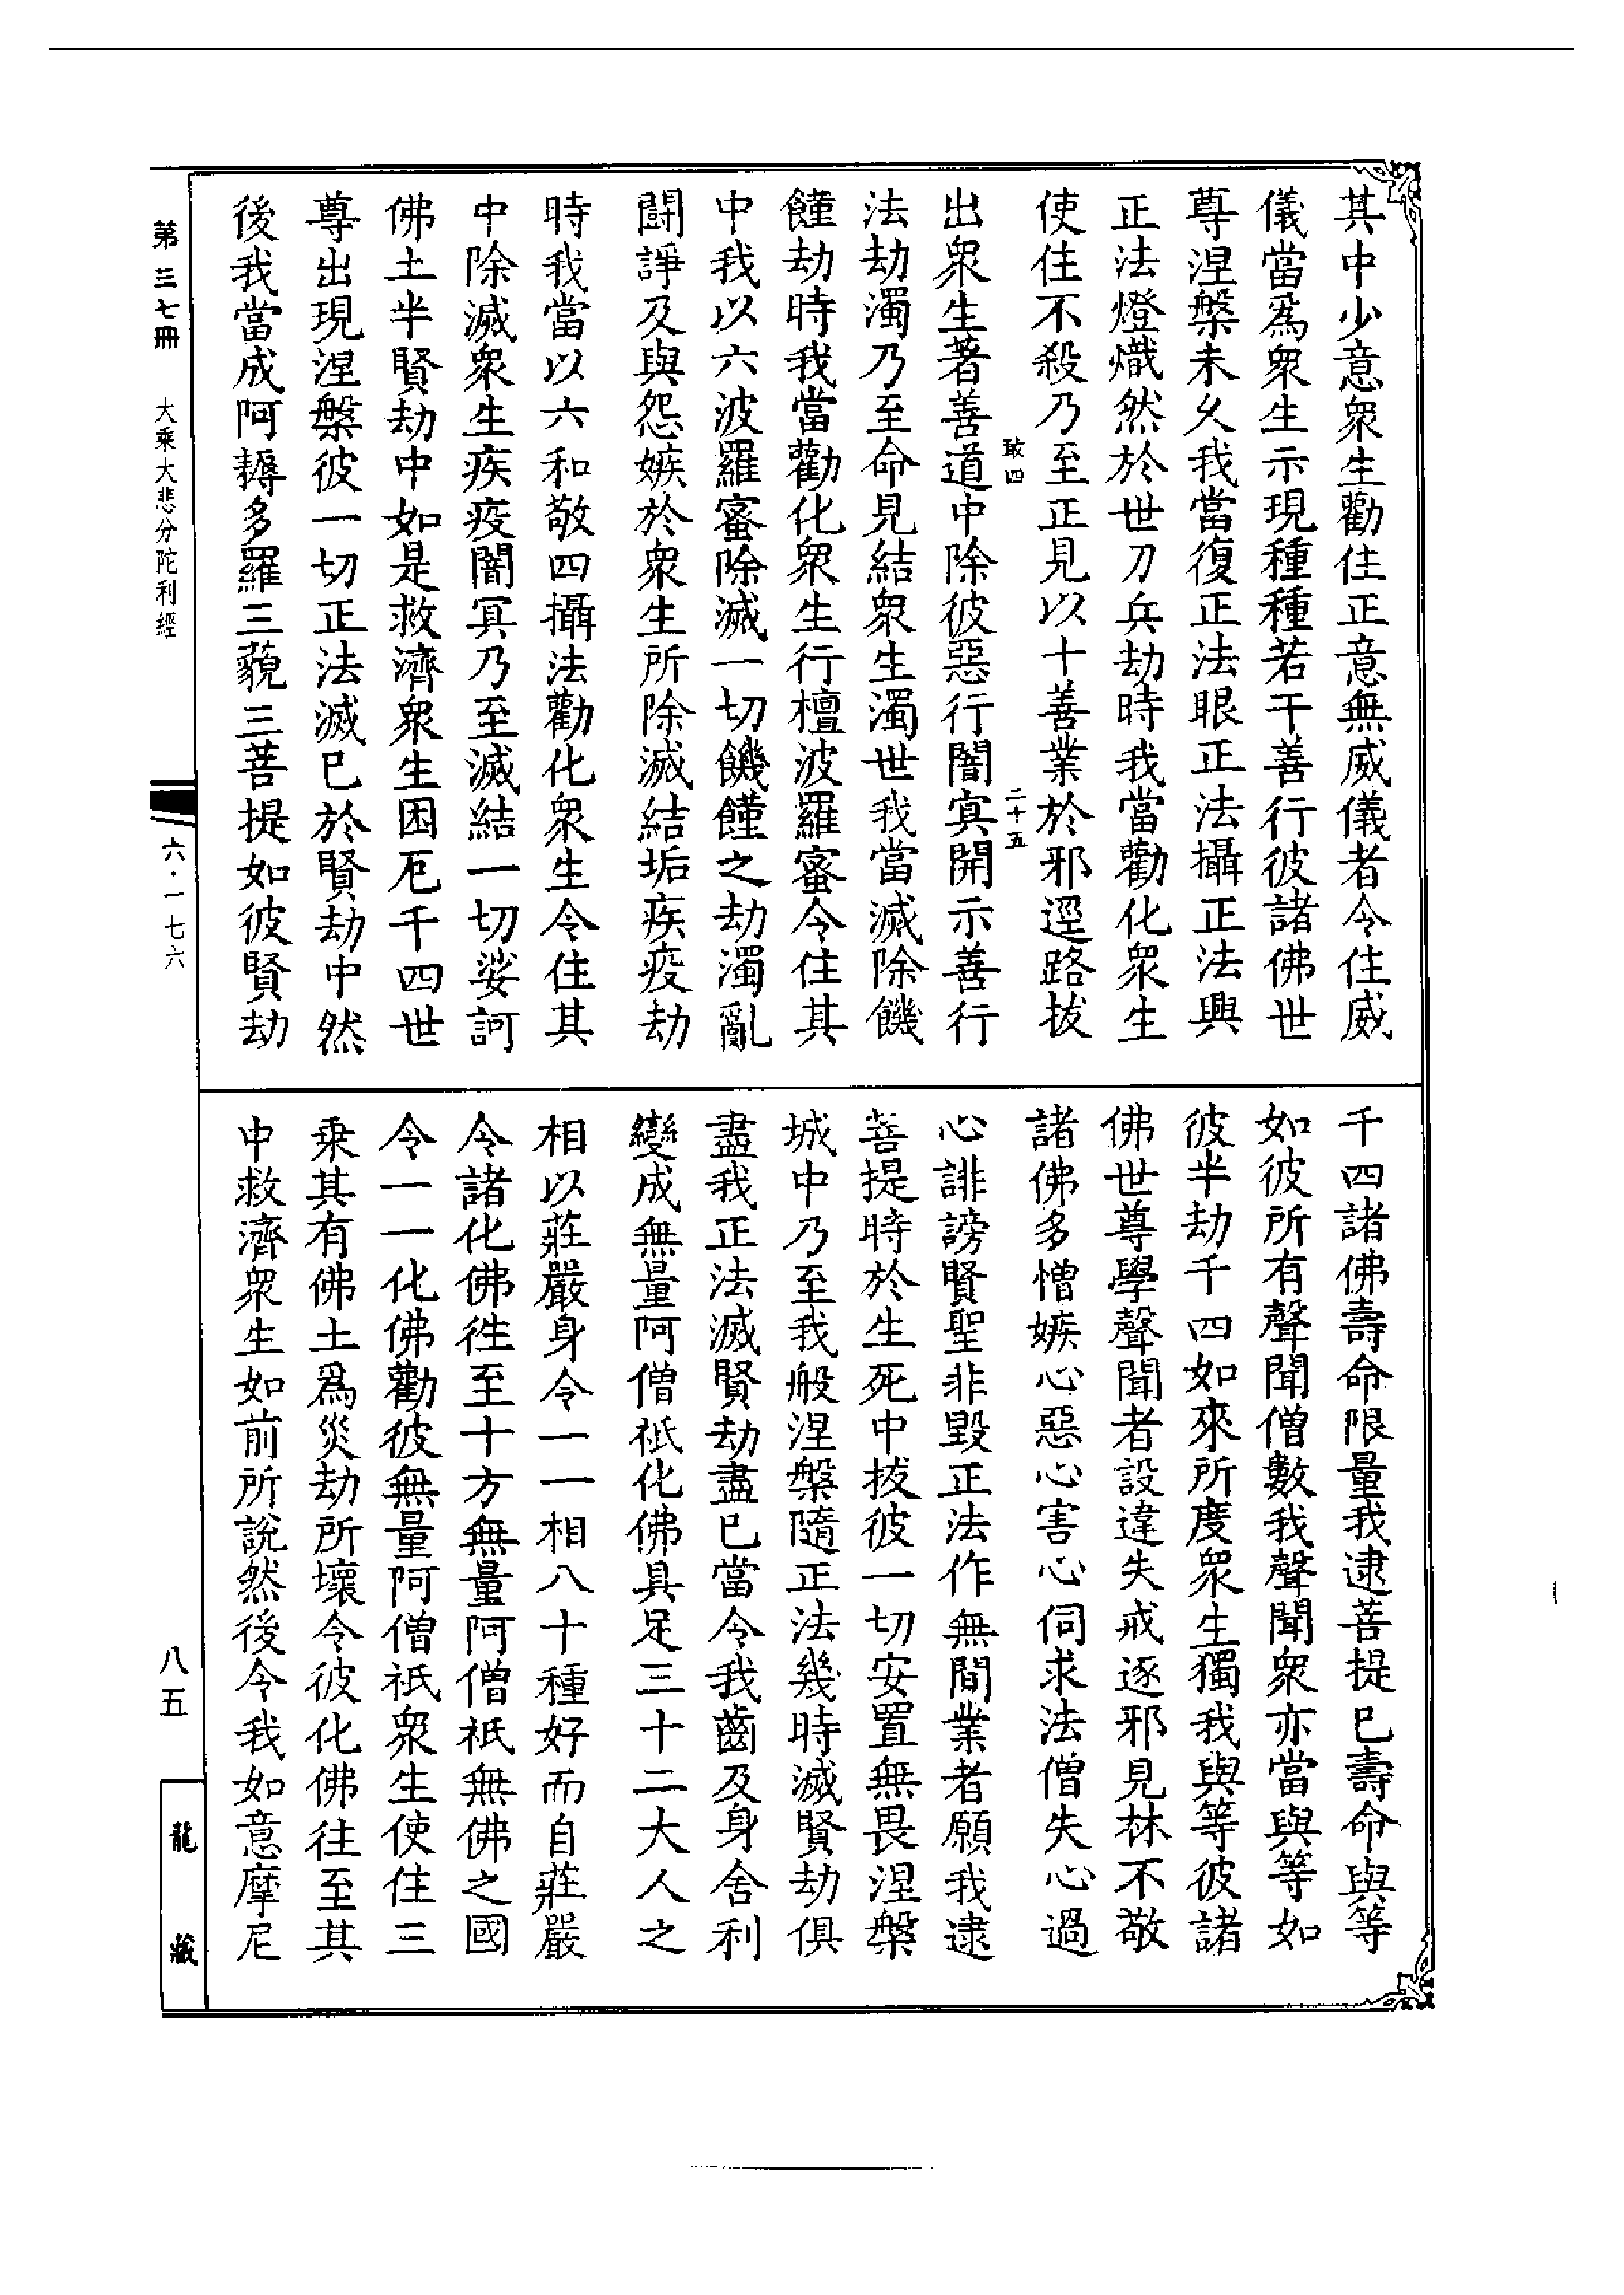 其中少意衆生勸住正意無威儀者令住威
儀當爲衆生示現種種若干善行彼諸佛世
尊涅槃未久我當復正法眼正法攝正法興
正法燈熾然於世刀兵劫時我當勸化衆生
使住不殺乃至正見以十善業於邪逕路拔
敢四 二十五
出衆生著善道中除彼惡行闇寘開示善行
法劫濁乃至命見結衆生濁世我當滅除饑
饉劫時我當勸化衆生行檀波羅蜜令住其
中我以六波羅蜜除滅一切饑饉之劫濁亂
鬪諍及與怨嫉於衆生所除滅結垢疾疫劫
時我當以六和敬四攝法勸化衆生令住其
中除滅衆生疾疫闇冥乃至滅結一切娑訶
佛土半賢劫中如是救濟衆生困厄千四世
尊出現涅槃彼一切正法滅已於賢劫中然
後我當成阿耨多羅三藐三菩提如彼賢劫
千四諸佛壽命限量我逮菩提已壽命與等
如彼所有聲聞僧數我聲聞衆亦當與等如
彼半劫千四如來所度衆生獨我與等彼諸
佛世尊學聲聞者設違失戒逐邪見林不敬
諸佛多憎嫉心惡心害心伺求法僧失心過
心誹謗賢聖非毀正法作無間業者願我逮
菩提時於生死中拔彼一切安置無畏涅槃
城中乃至我般涅槃隨正法幾時滅賢劫俱
盡我正法滅賢劫盡已當令我齒及身舍利
變成無量阿僧祇化佛具足三十二大人之
相以莊嚴身令一一相八十種好而自莊嚴
令諸化佛徃至十方無量阿僧祇無佛之國
令一一化佛勸彼無量阿僧祇衆生使住三
乘其有佛土爲災劫所壞令彼化佛往至其
中救濟衆生如前所說然後令我如意摩尼
第三七冊 大乘大悲分陀利經
六·一七六
八五
龍藏